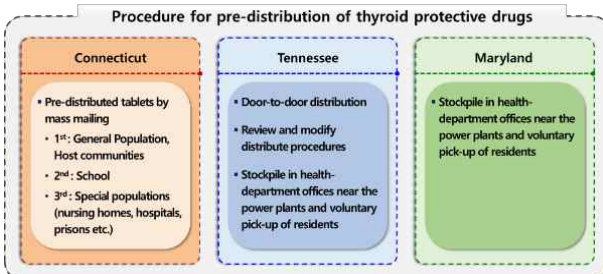 Procedure for pre-distribution of thyroid protective drugs
Connecticut
▪ Pre-distributed tablets by
mass mailing
• 1st : General Population,
Host communities
• 2nd : School
• 3rd : Special populations
(nursing homes, hospitals,
prisons etc.)
Tennessee
▪ Door-to-door distribution
▪ Review and modify
distribute procedures
▪ Stockpile in health-
department offices near the
power plants and voluntary
pick-up of residents
Maryland
▪ Stockpile in health-
department offices near the
power plants and voluntary
pick-up of residents